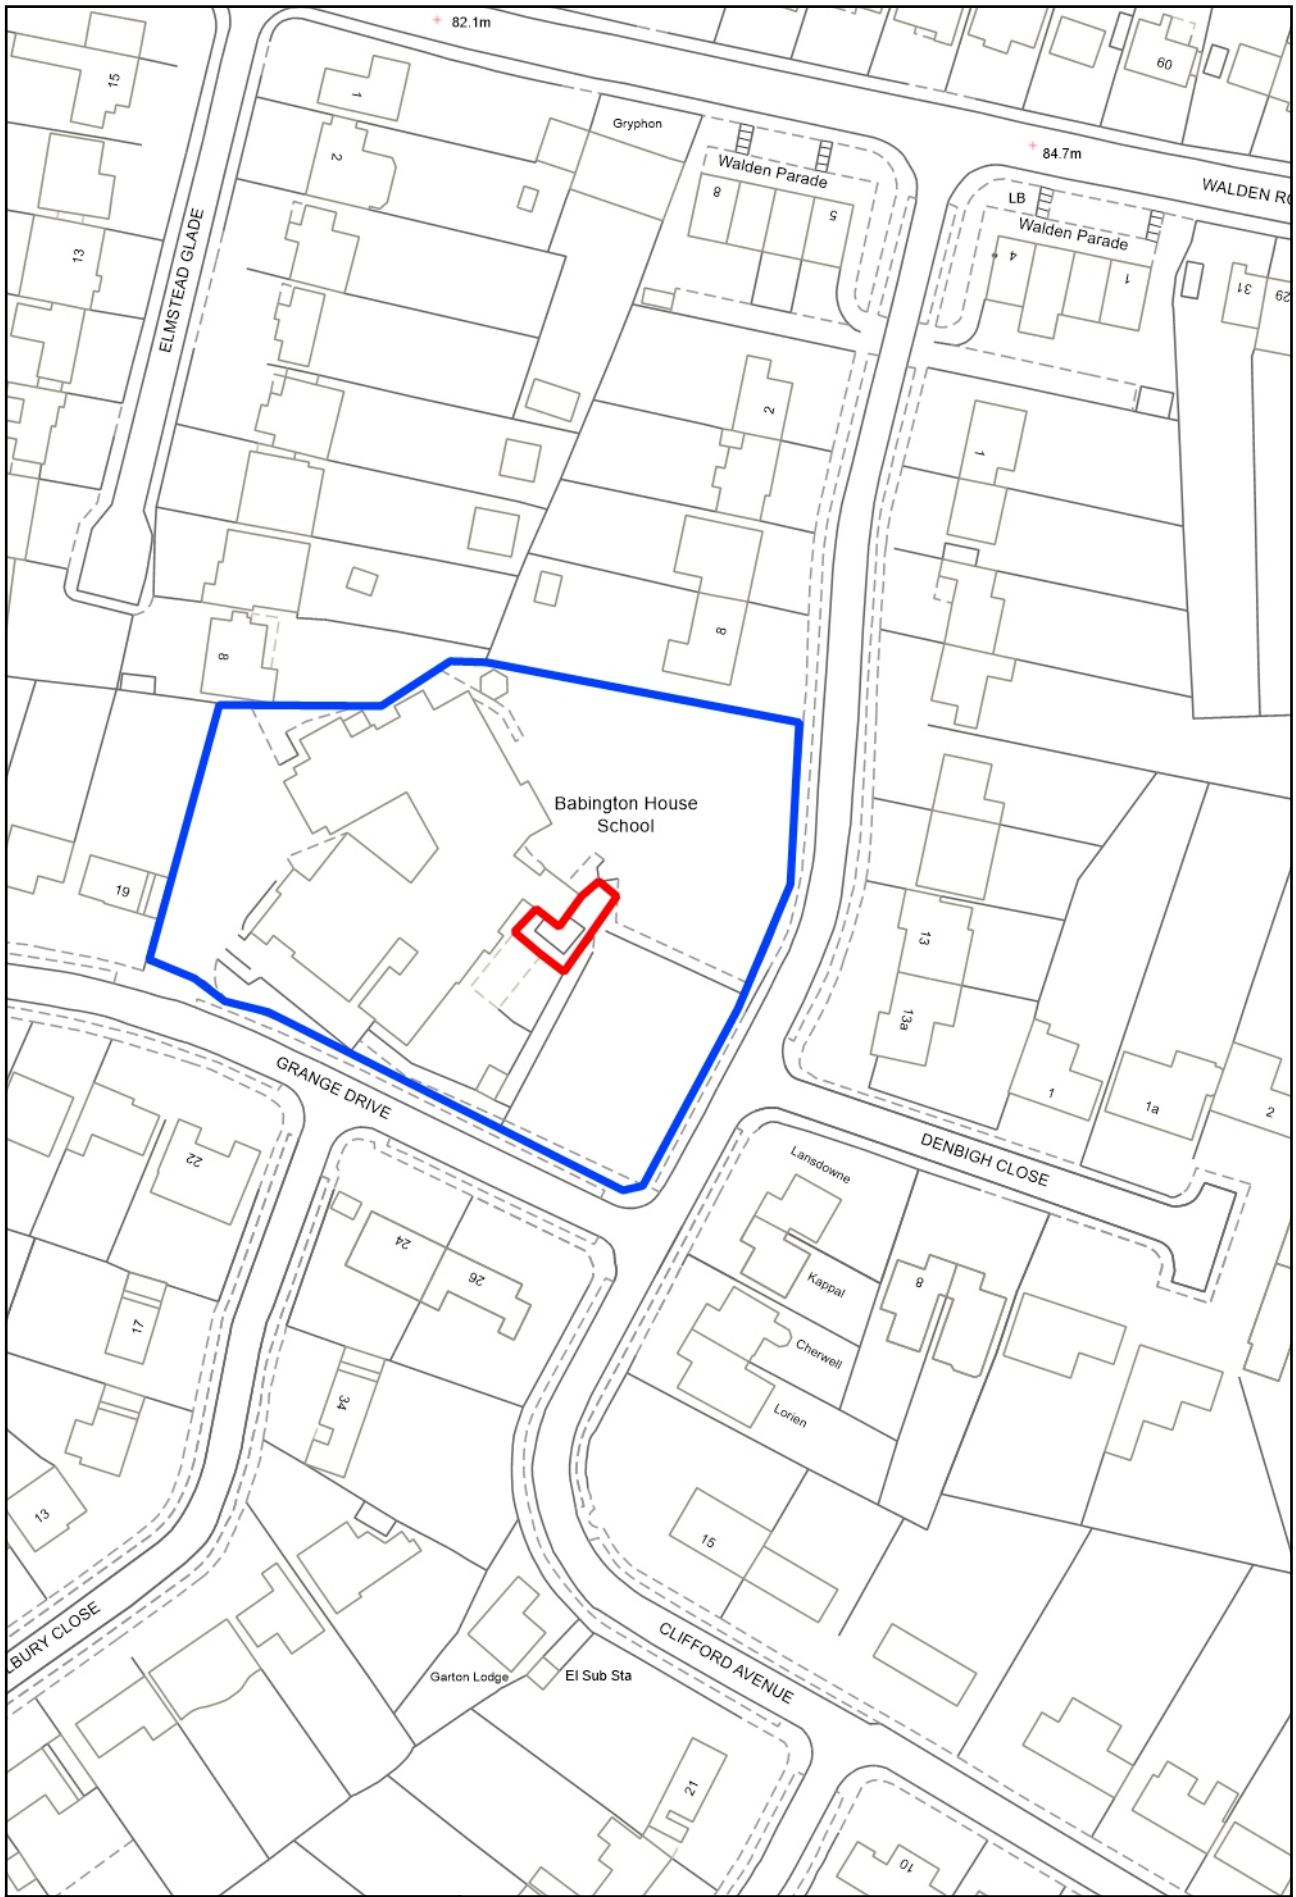 82.1m
60
15
1
Gryphon
2
84.7m
Walden Parade
8
5
WALDEN RO
LB
Walden Parade
4
1
31
29
13
ELMSTEAD GLADE
2
1
8
8
Babington House
School
19
13
13a
1
1a
2
GRANGE DRIVE
22
DENBIGH CLOSE
Lansdowne
24
26
Kappal
8
17
Cherwell
34
Lorien
13
15
LBURY CLOSE
CLIFFORD AVENUE
Garton Lodge
El Sub Sta
21
10